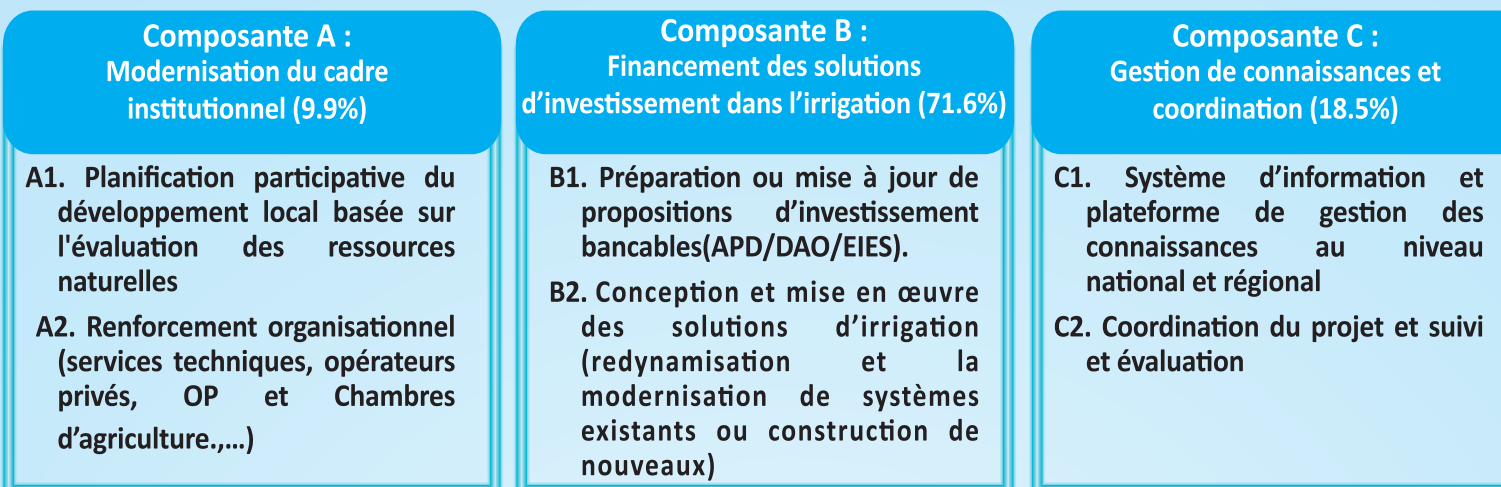 Composante A :
Modernisation du cadre
institutionnel (9.9%)
A1. Planification participative du
développement local basée sur
l'évaluation des ressources
naturelles
A2. Renforcement organisationnel
(services techniques, opérateurs
privés, OP et Chambres
d’agriculture.,...)
Composante B :
Financement des solutions
d’investissement dans l’irrigation (71.6%)
B1. Préparation ou mise à jour de
propositions d’investissement
bancables(APD/DAO/EIES).
B2. Conception et mise en œuvre
des solutions d’irrigation
(redynamisation et la
modernisation de systèmes
existants ou construction de
nouveaux)
Composante C :
Gestion de connaissances et
coordination (18.5%)
C1. Système d’information et
plateforme de gestion des
connaissances au niveau
national et régional
C2. Coordination du projet et suivi
et évaluation